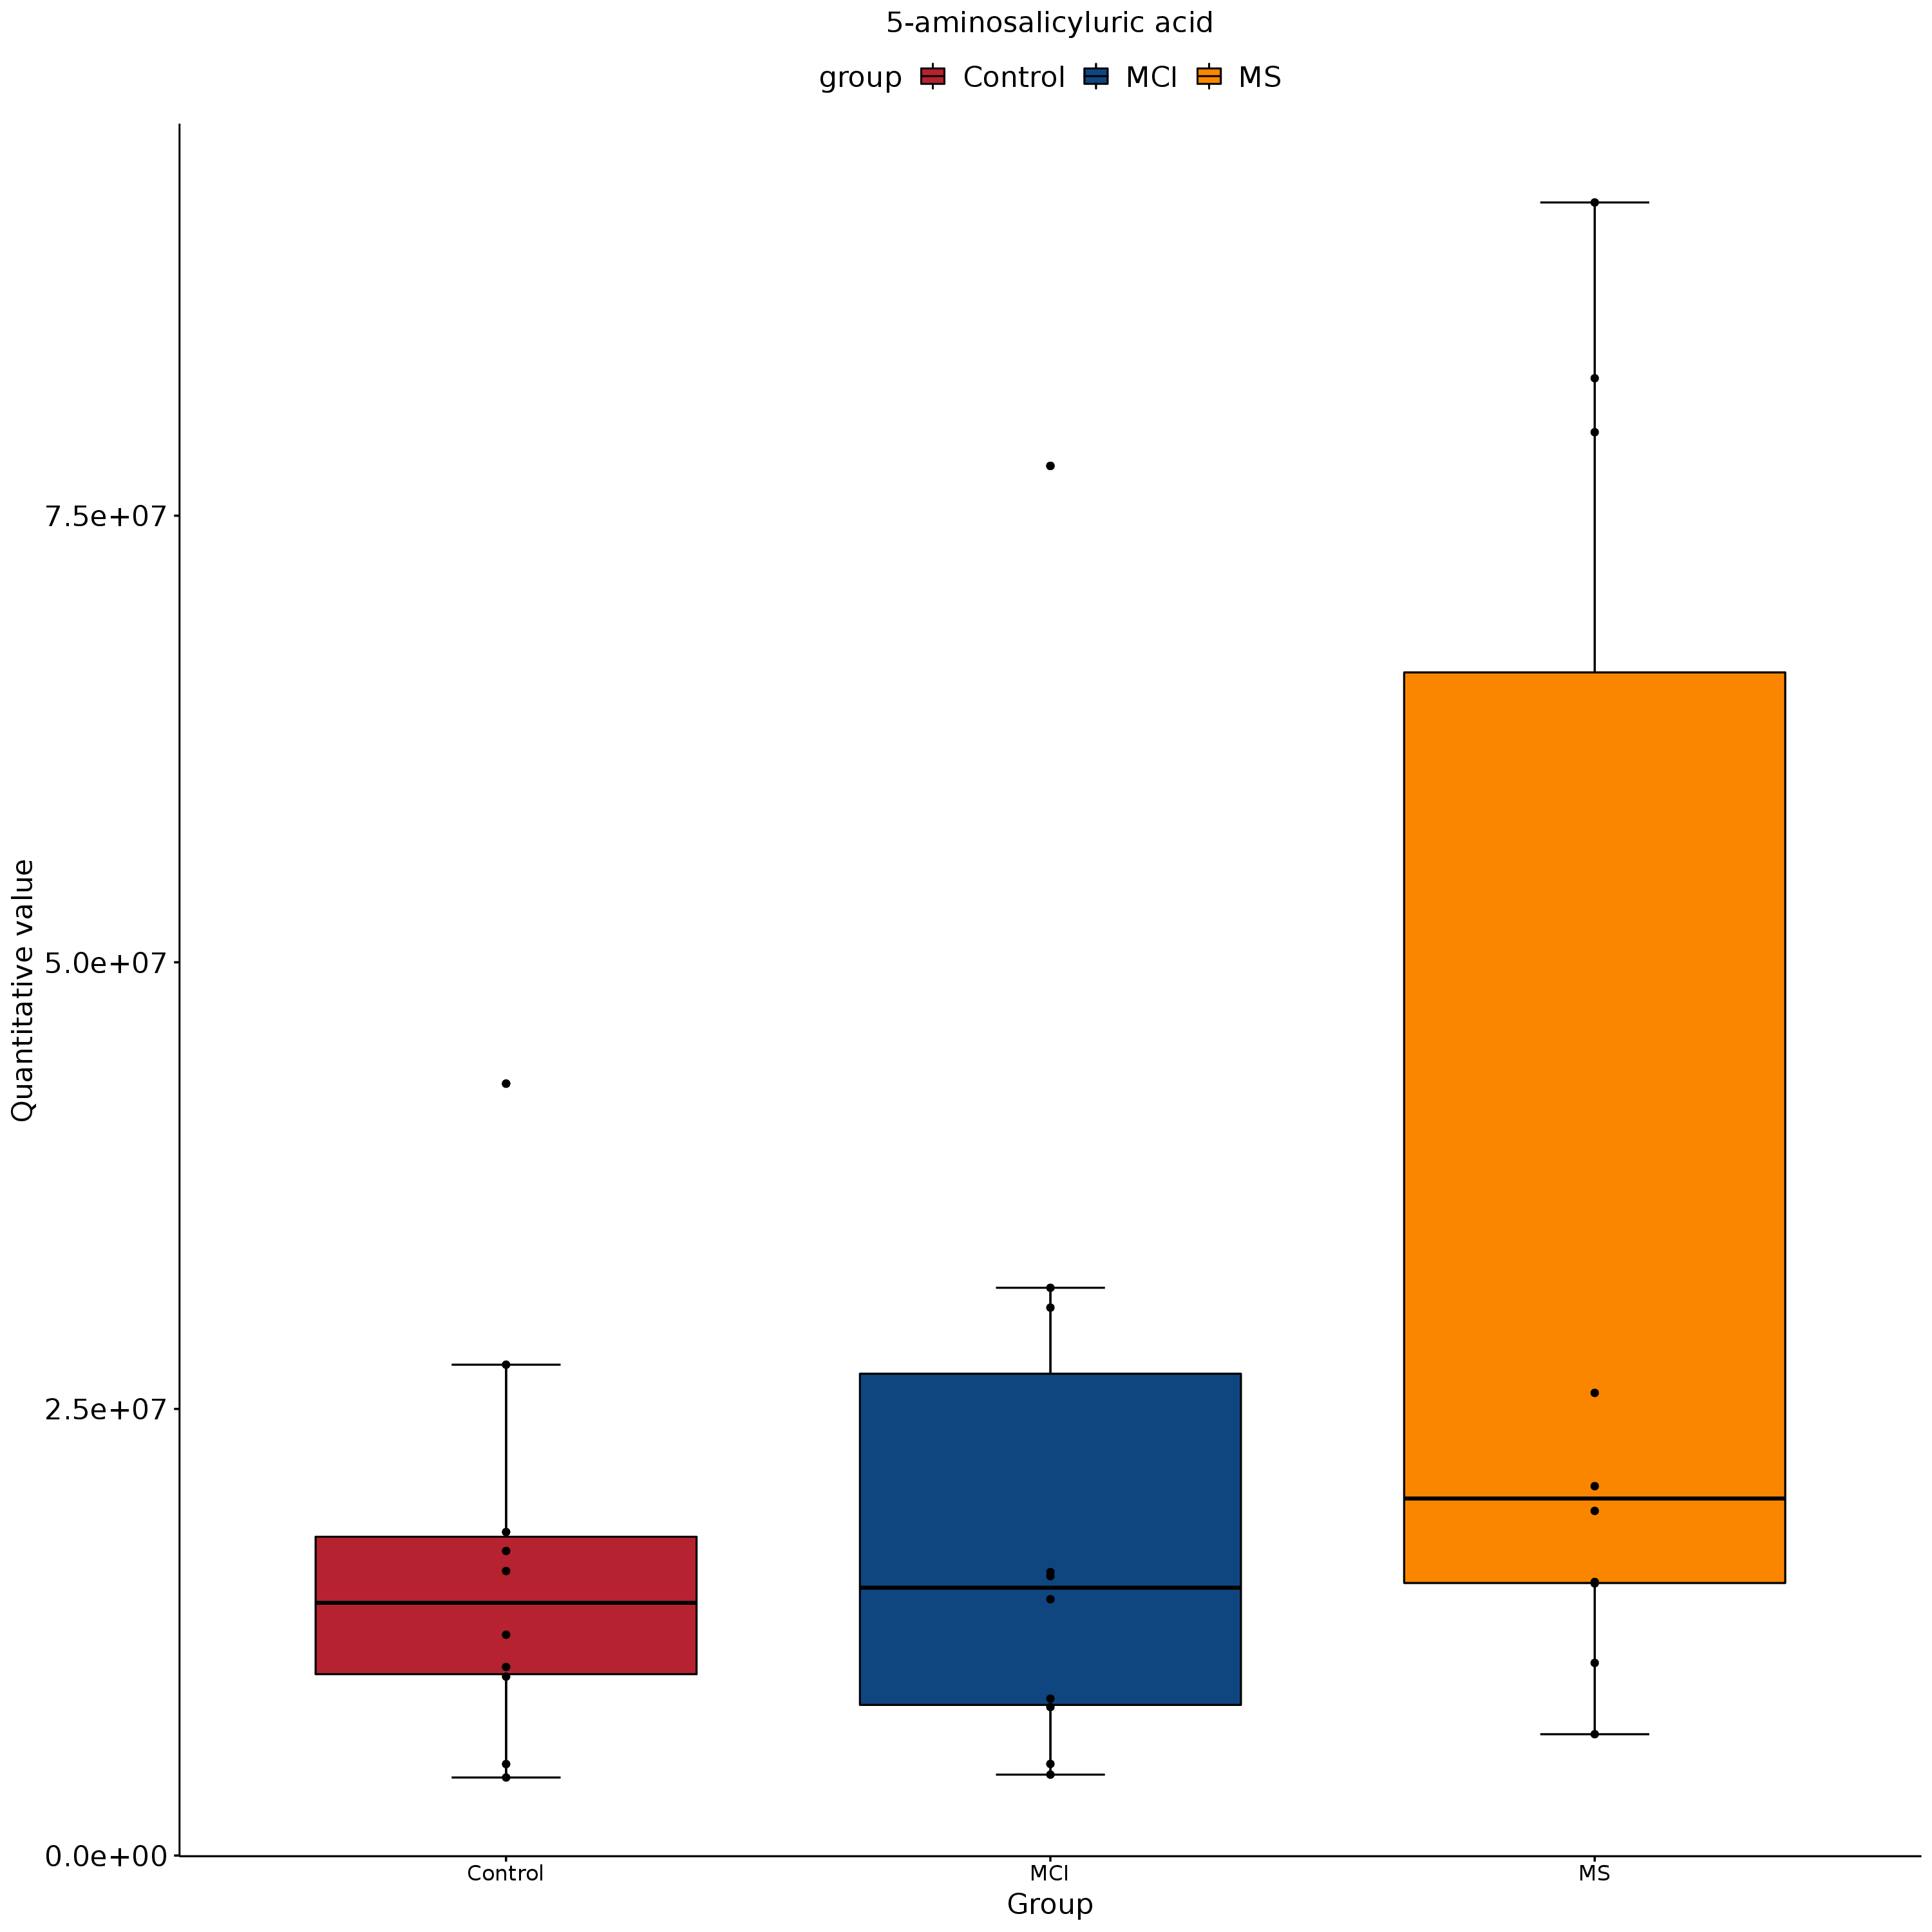 5-aminosalicyluric acid
group Control MCI MS
Quantitative value
7.5e+07
5.0e+07
2.5e+07
0.0e+00
Control MCI MS
Group